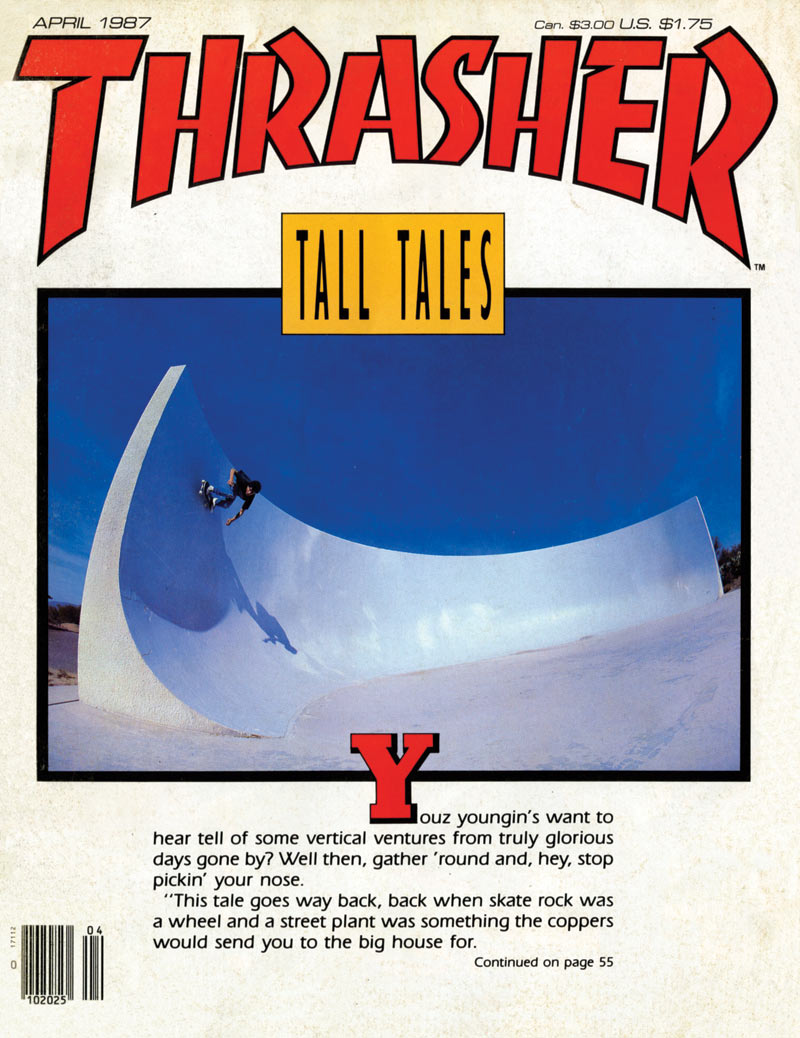 APRIL 1987
Can. $3.00 U.S. $1.75
THRASHER
TM
TALL TALES
Youz youngin's want to
hear tell of some vertical ventures from truly glorious
days gone by? Well then, gather 'round and, hey, stop
pickin' your nose.
"This tale goes way back, back when skate rock was
a wheel and a street plant was something the coppers
would send you to the big house for.
Continued on page 55
0 17112
04
102025